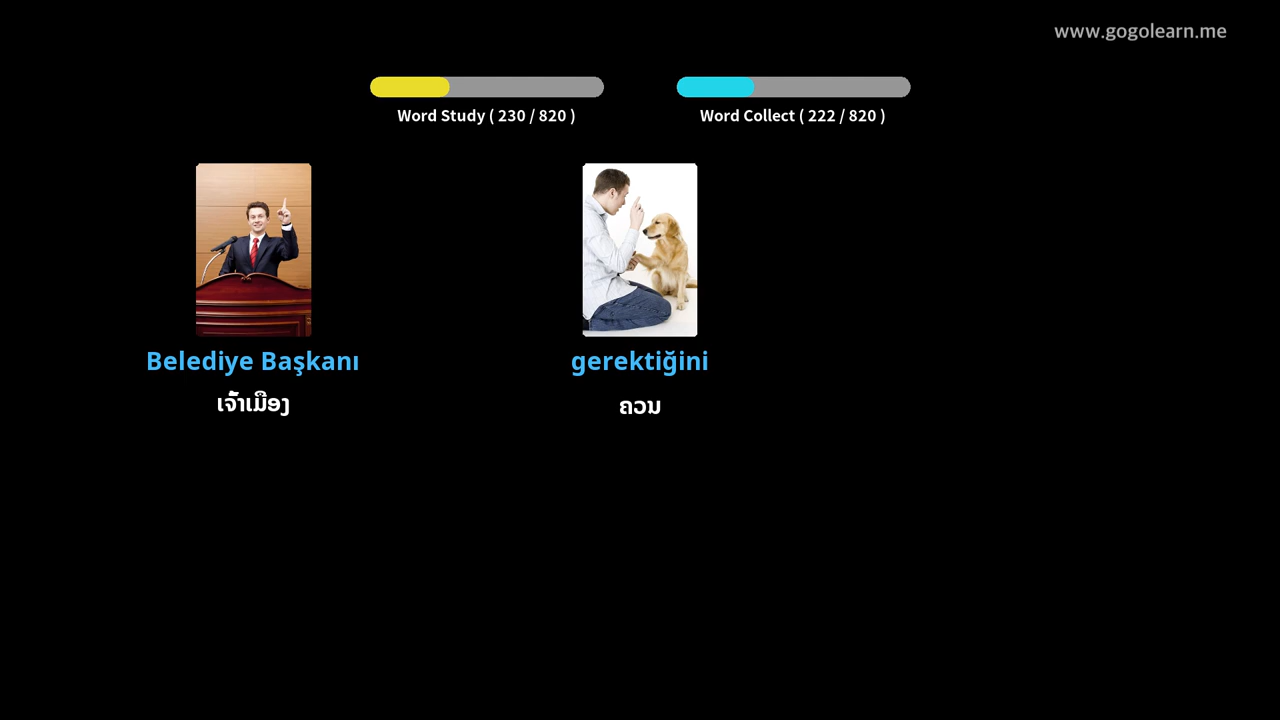 www.gogolearn.me
Word Study ( 230 / 820 )
Word Collect ( 222 / 820 )
Belediye Başkanı
gerektiğini
ເຈົ້າເມືອງ
ຄວນ